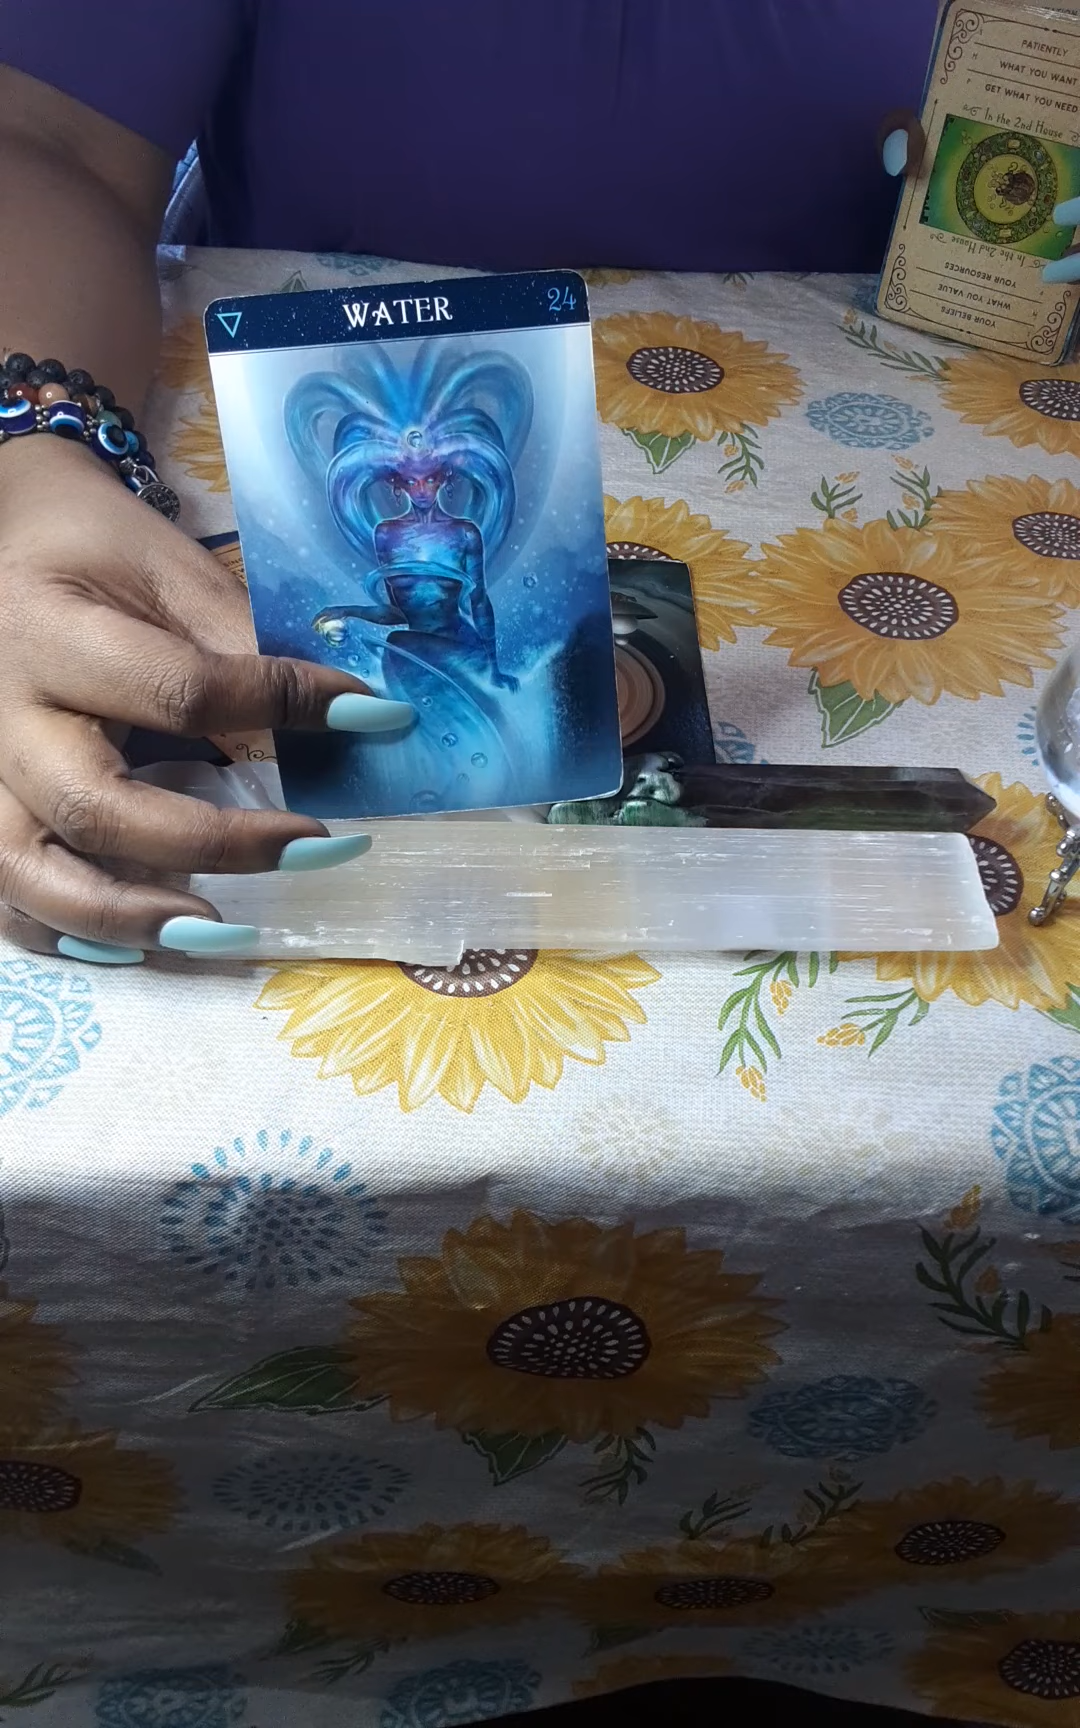 WATER 24
PATIENTLY
WHAT YOU WANT
GET WHAT YOU NEED
In the 2nd House
In the 2nd House
YOUR RESOURCES
WHAT YOU VALUE
YOUR BELIEFS